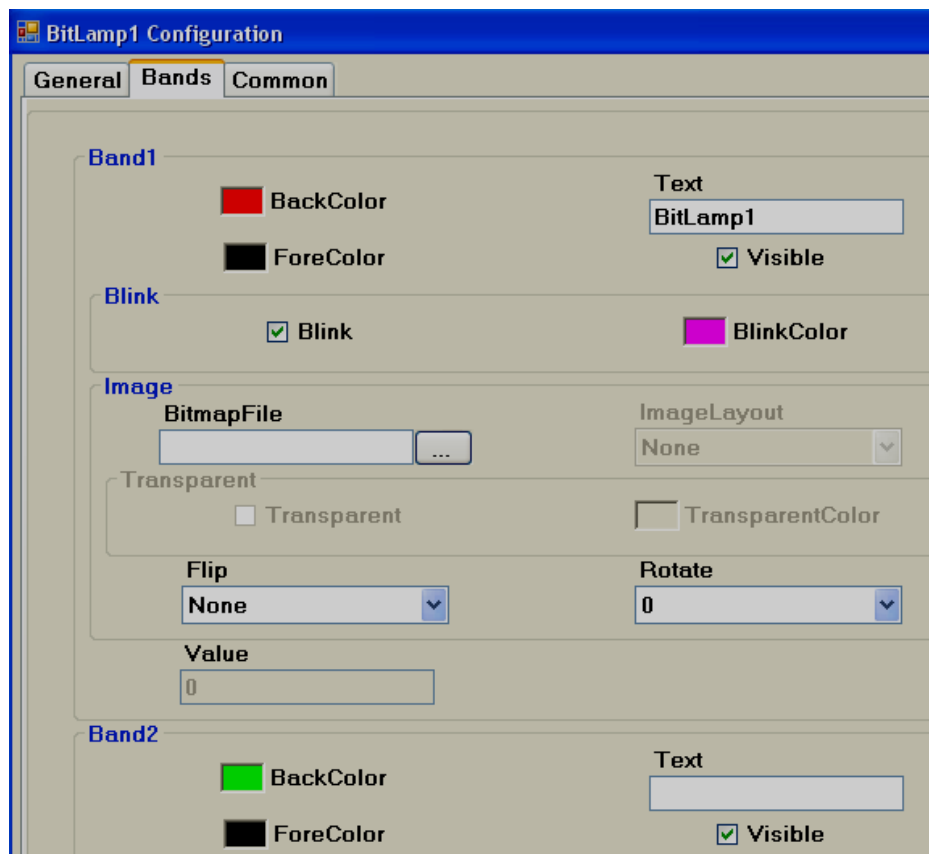 BitLamp1 Configuration
General Bands Common
Band1
BackColor
Text
BitLamp1
ForeColor
Visible
Blink
Blink
BlinkColor
Image
BitmapFile
ImageLayout
...
None
Transparent
Transparent
TransparentColor
Flip
Rotate
None
0
Value
0
Band2
BackColor
Text
ForeColor
Visible